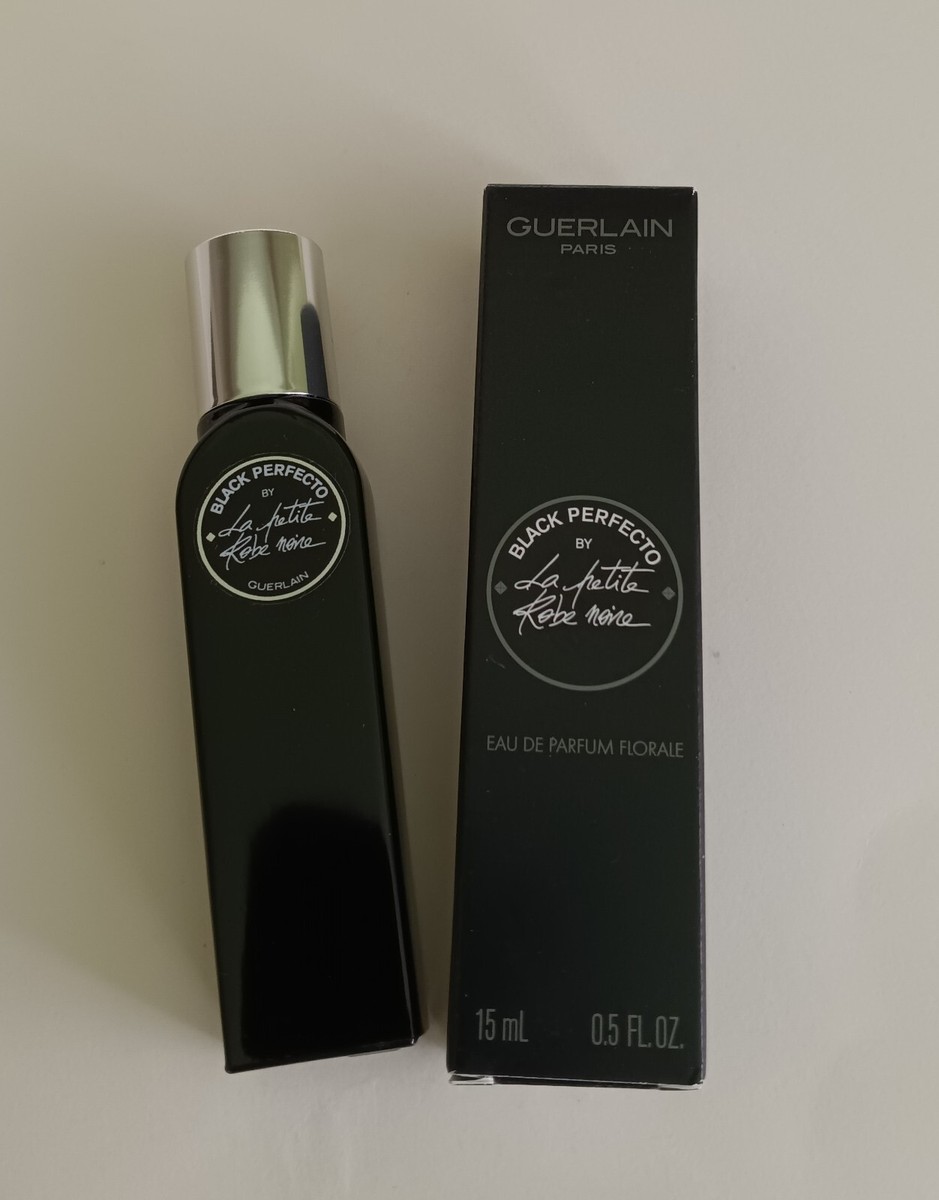 BLACK PERFECTO
BY
La petite
Robe noire
GUERLAIN
GUERLAIN
PARIS
BLACK PERFECTO
BY
La petite
Robe noire
EAU DE PARFUM FLORALE
15 mL 0.5 FL.OZ.